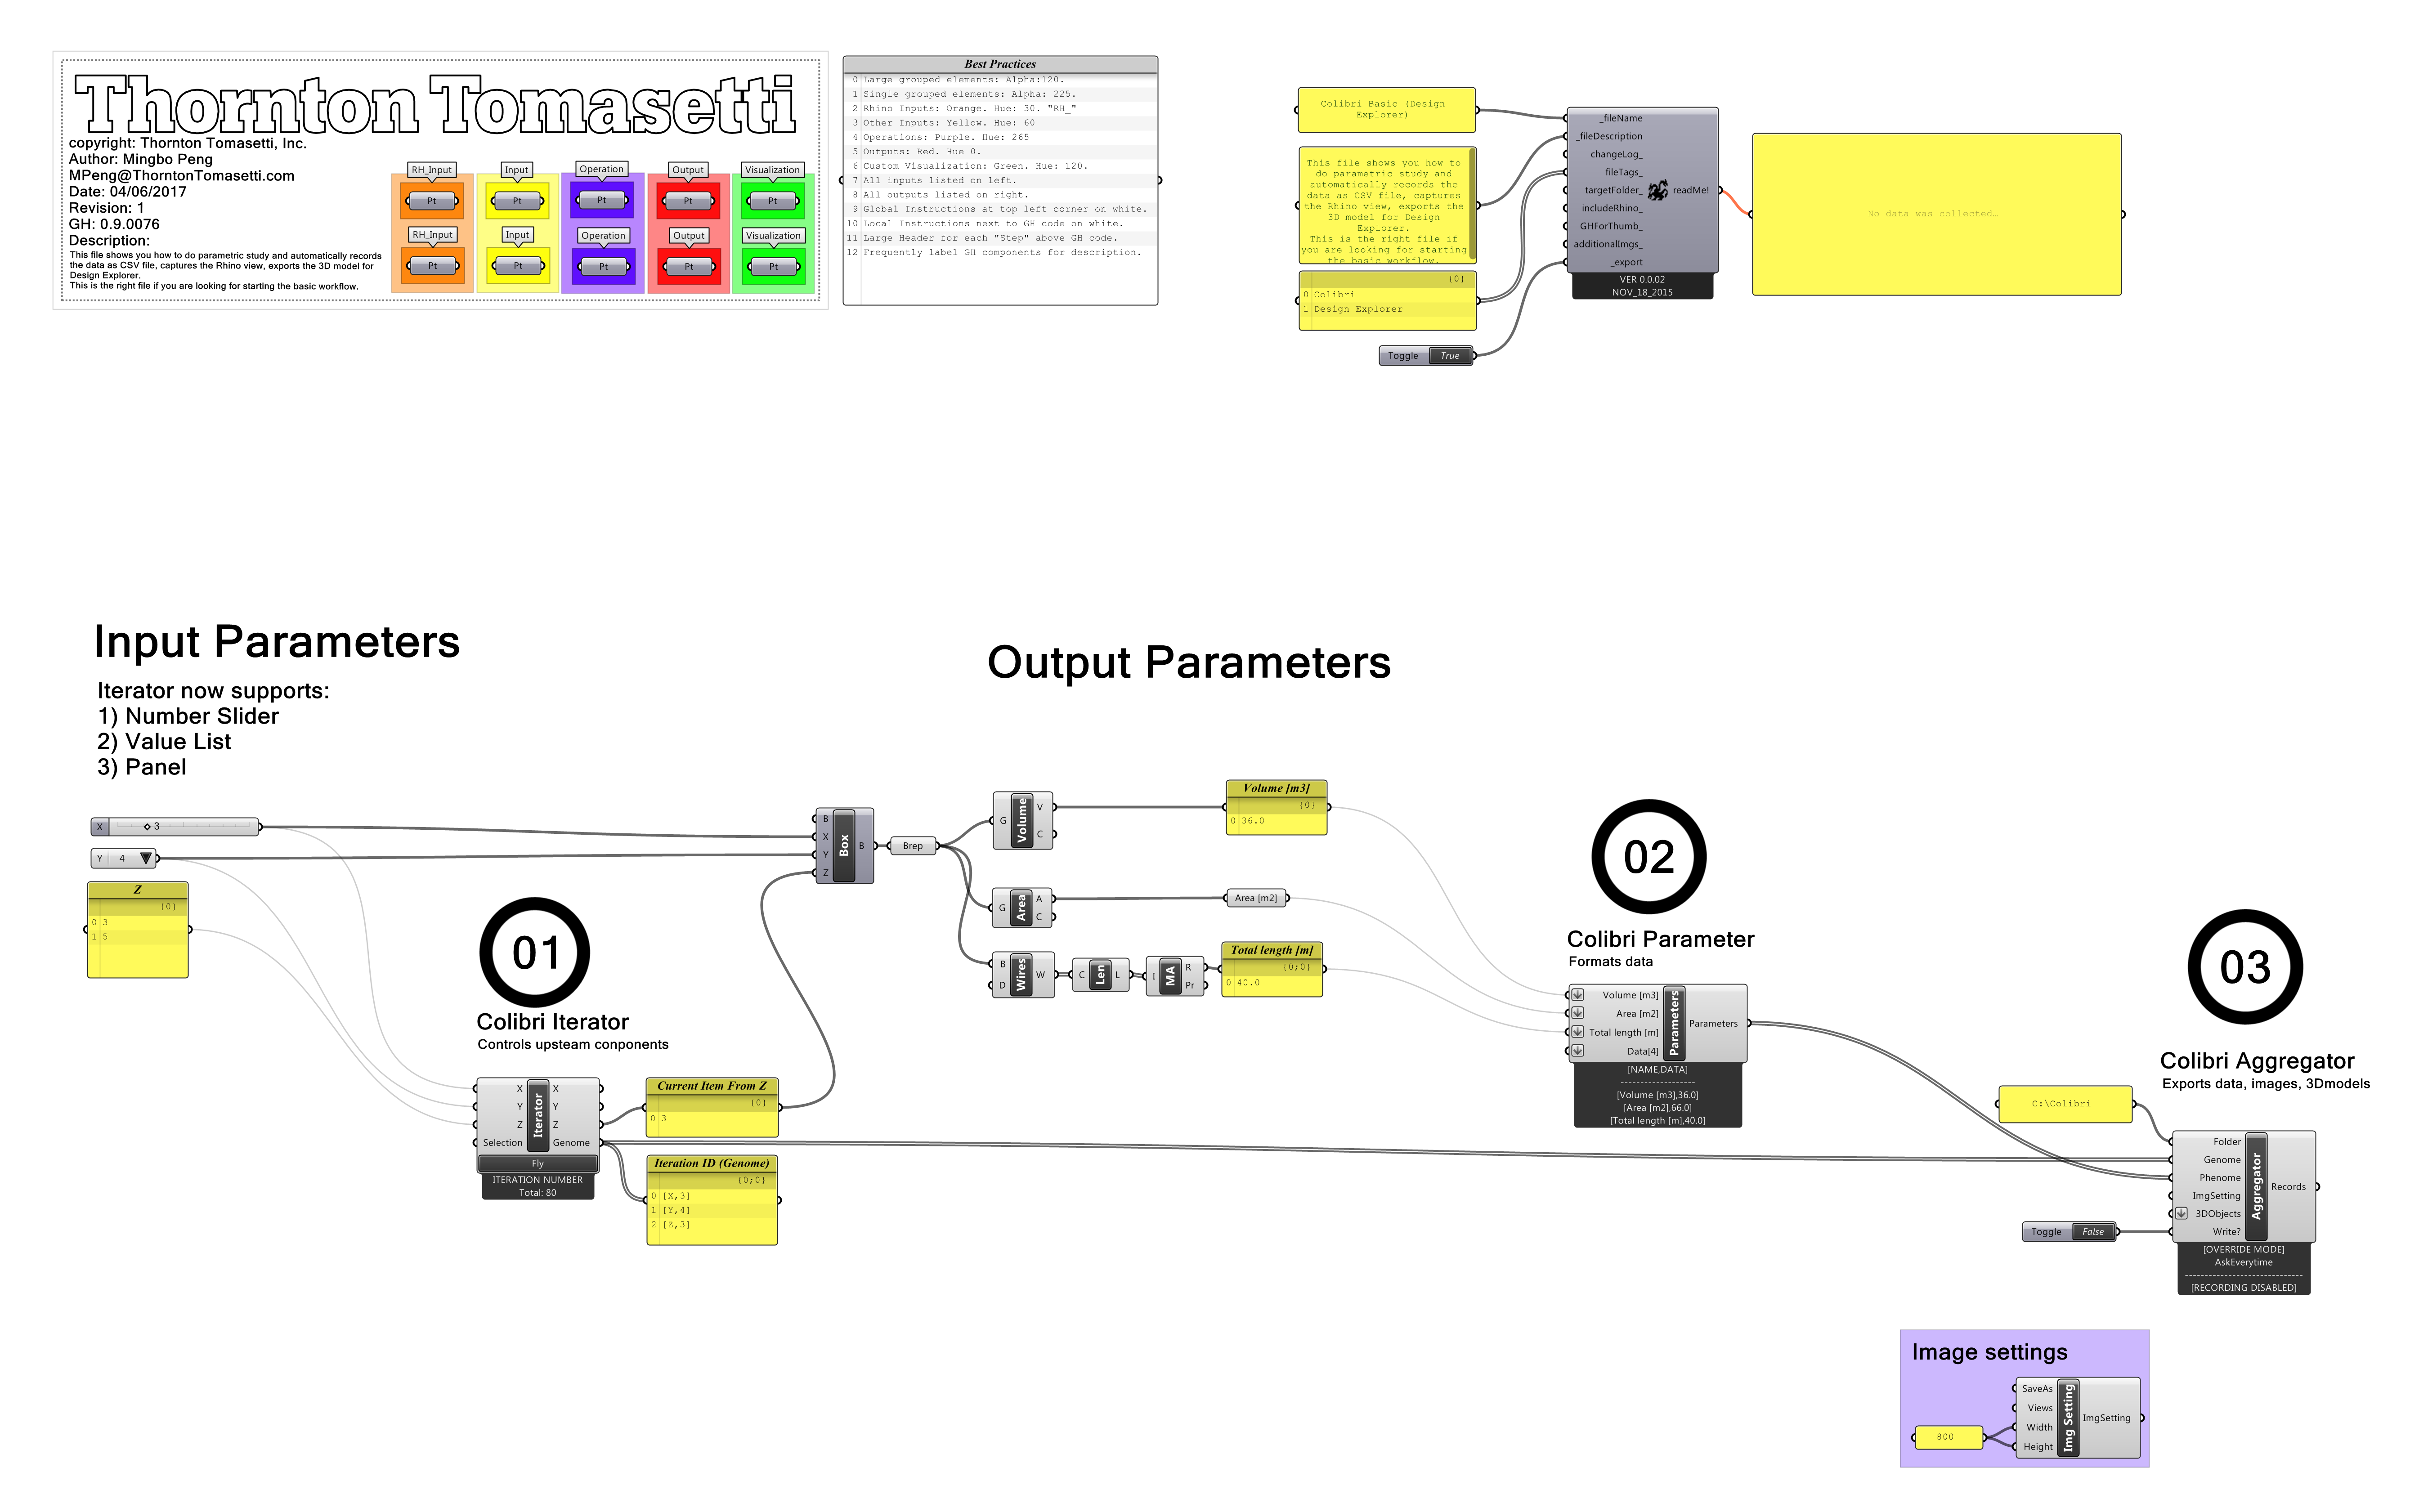 Thornton Tomasetti
copyright: Thornton Tomasetti, Inc.
Author: Mingbo Peng
MPeng@ThorntonTomasetti.com
Date: 04/06/2017
Revision: 1
GH: 0.9.0076
Description:
This file shows you how to do parametric study and automatically records
the data as CSV file, captures the Rhino view, exports the 3D model for
Design Explorer.
This is the right file if you are looking for starting the basic workflow.
RH_Input
Input
Operation
Output
Visualization
Pt
Pt
Pt
Pt
Pt
RH_Input
Input
Operation
Output
Visualization
Pt
Pt
Pt
Pt
Pt
Best Practices
0 Large grouped elements: Alpha:120.
1 Single grouped elements: Alpha: 225.
2 Rhino Inputs: Orange. Hue: 30. "RH_"
3 Other Inputs: Yellow. Hue: 60
4 Operations: Purple. Hue: 265
5 Outputs: Red. Hue 0.
6 Custom Visualization: Green. Hue: 120.
7 All inputs listed on left.
8 All outputs listed on right.
9 Global Instructions at top left corner on white.
10 Local Instructions next to GH code on white.
11 Large Header for each "Step" above GH code.
12 Frequently label GH components for description.
Colibri Basic (Design
Explorer)
This file shows you how to
do parametric study and
automatically records the
data as CSV file, captures
the Rhino view, exports the
3D model for Design
Explorer.
This is the right file if
you are looking for starting
the basic workflow.
{0}
0 Colibri
1 Design Explorer
Toggle True
_fileName
_fileDescription
changeLog_
fileTags_
targetFolder_
includeRhino_
GHForThumb_
additionalImgs_
_export
readMe!
VER 0.0.02
NOV_18_2015
No data was collected…
Input Parameters
Iterator now supports:
1) Number Slider
2) Value List
3) Panel
X 3
Y 4
Z
{0}
0 3
1 5
01
Colibri Iterator
Controls upsteam conponents
X X
Y Y
Z Z
Selection Genome
Iterator
Fly
ITERATION NUMBER
Total: 80
Current Item From Z
{0}
0 3
Iteration ID (Genome)
{0;0}
0 [X,3]
1 [Y,4]
2 [Z,3]
Output Parameters
B
X
Y
Z
Box
B
Brep
G
Volume
V
C
Volume [m3]
{0}
0 36.0
G
Area
A
C
Area [m2]
B
D
Wires
W
C
Len
L
I
MA
R
Pr
Total length [m]
{0;0}
0 40.0
02
Colibri Parameter
Formats data
Volume [m3]
Area [m2]
Total length [m]
Data[4]
Parameters
Parameters
[NAME,DATA]
-------------------
[Volume [m3],36.0]
[Area [m2],66.0]
[Total length [m],40.0]
03
Colibri Aggregator
Exports data, images, 3Dmodels
C:\Colibri
Toggle False
Folder
Genome
Phenome
ImgSetting
3DObjects
Write?
Aggregator
Records
[OVERRIDE MODE]
AskEverytime
------------------------------
[RECORDING DISABLED]
Image settings
800
SaveAs
Views
Width
Height
Img Setting
ImgSetting